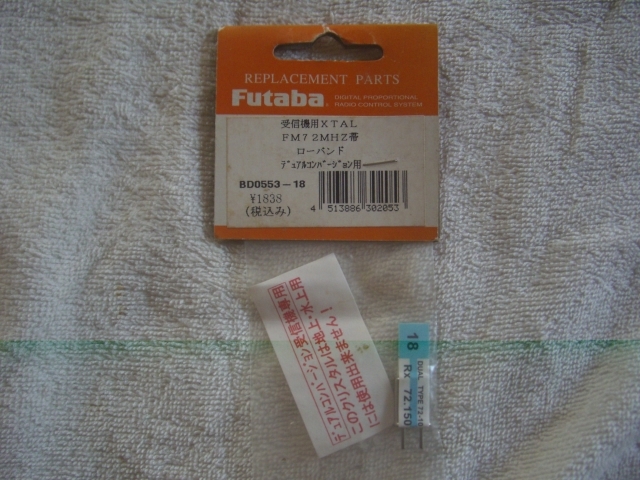 REPLACEMENT PARTS
Futaba
DIGITAL PROPORTIONAL
RADIO CONTROL SYSTEM
受信機用XTAL
FM72MHZ帯
ローバンド
デュアルコンバージョン用
BD0553-18
¥1838
(税込み)
4 513886 302053
デュアルコンバージョン受信機専用
このクリスタルは地上・水上用
には使用出来ません!
18
DUAL TYPE 72
Rx 72.150